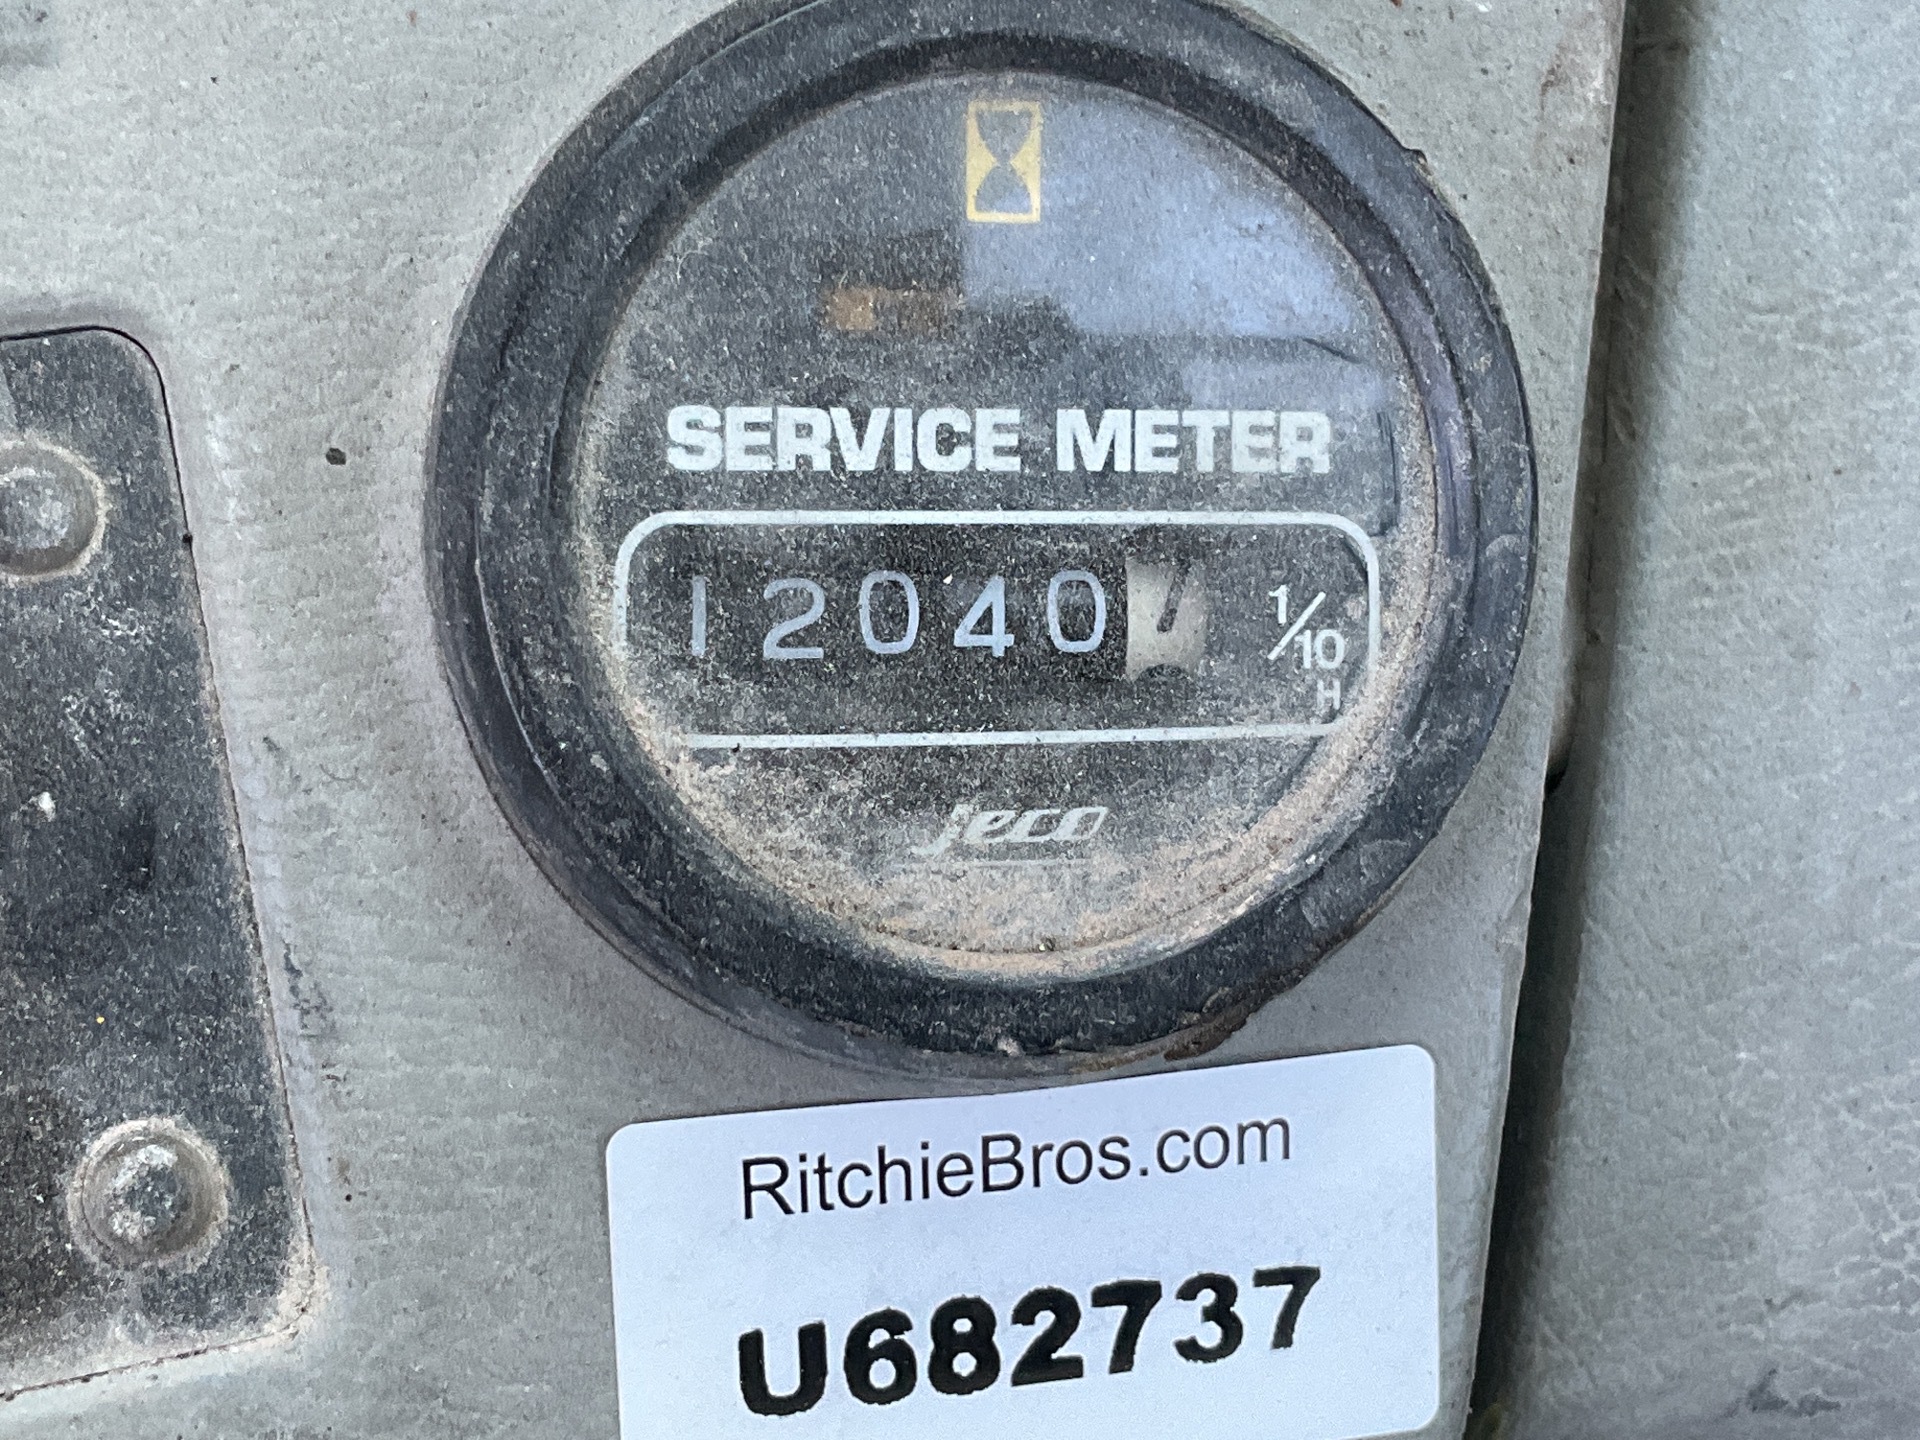 SERVICE METER
12040 1/10
H
Jeco
RitchieBros.com
U682737